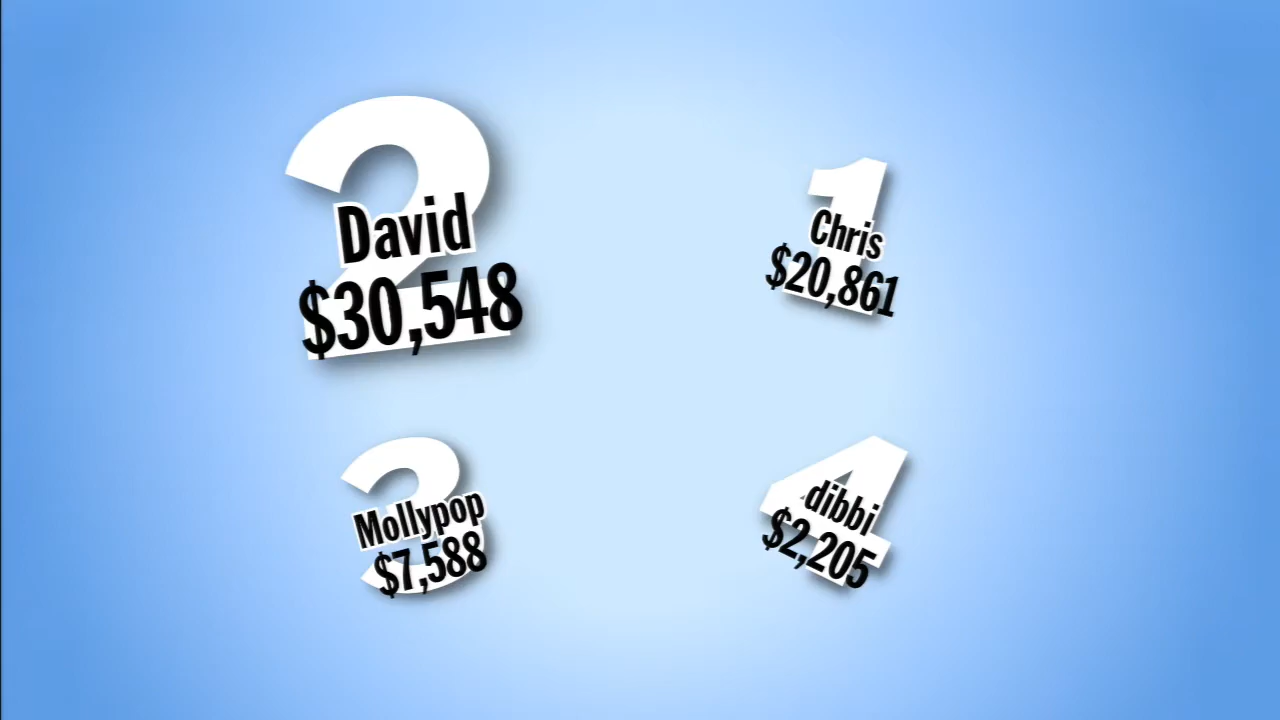 2
David
$30,548
1
Chris
$20,861
3
Mollypop
$7,588
4
dibbi
$2,205